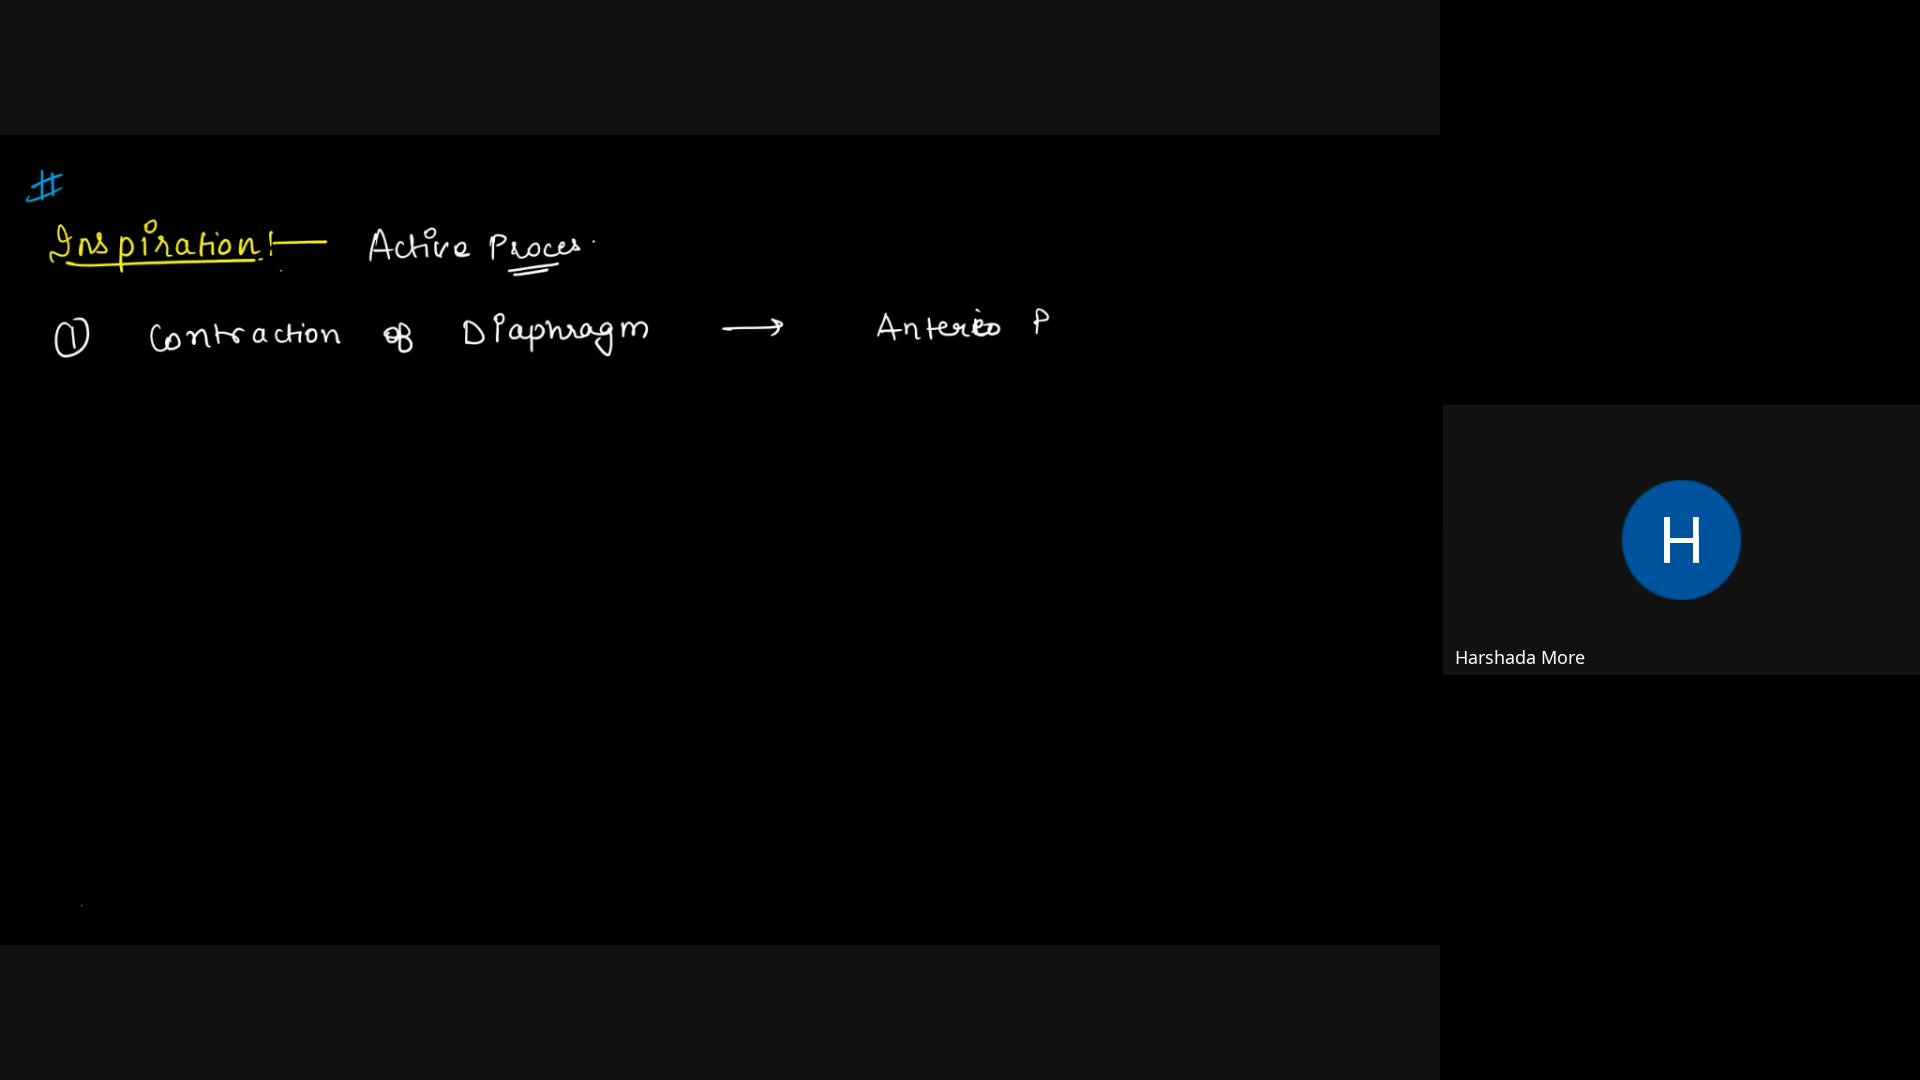 #
Inspiration :— Active Proces.
① Contraction of Diaphragm → Anterio P
H
Harshada More